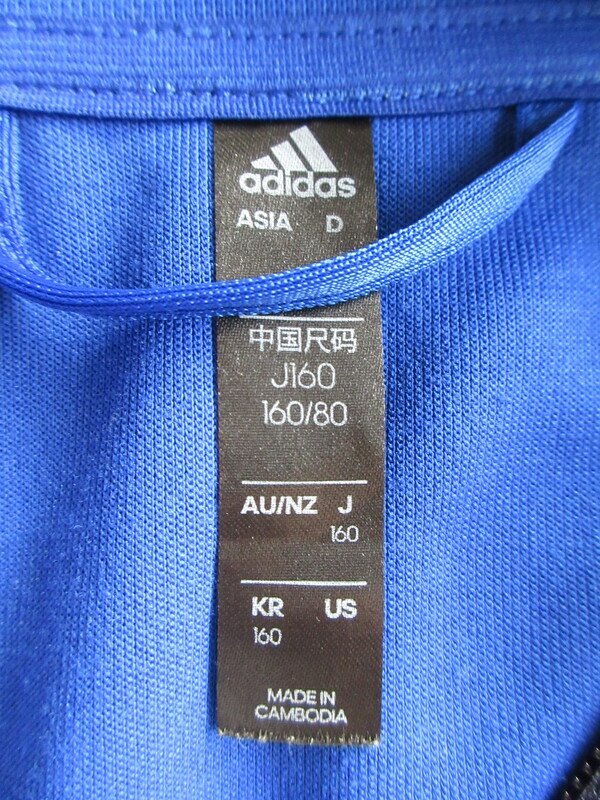 adidas
ASIA D
中国尺码
J160
160/80
AU/NZ J
160
KR US
160
MADE IN
CAMBODIA